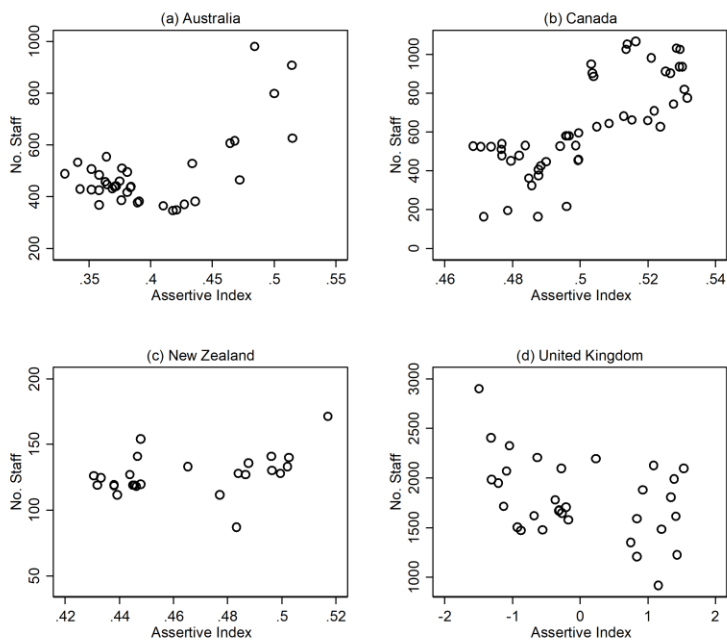 (a) Australia
No. Staff
1000
800
600
400
200
.35 .4 .45 .5 .55
Assertive Index
(b) Canada
No. Staff
1000
800
600
400
200
0
.46 .48 .5 .52 .54
Assertive Index
(c) New Zealand
No. Staff
200
150
100
50
.42 .44 .46 .48 .5 .52
Assertive Index
(d) United Kingdom
No. Staff
3000
2500
2000
1500
1000
-2 -1 0 1 2
Assertive Index